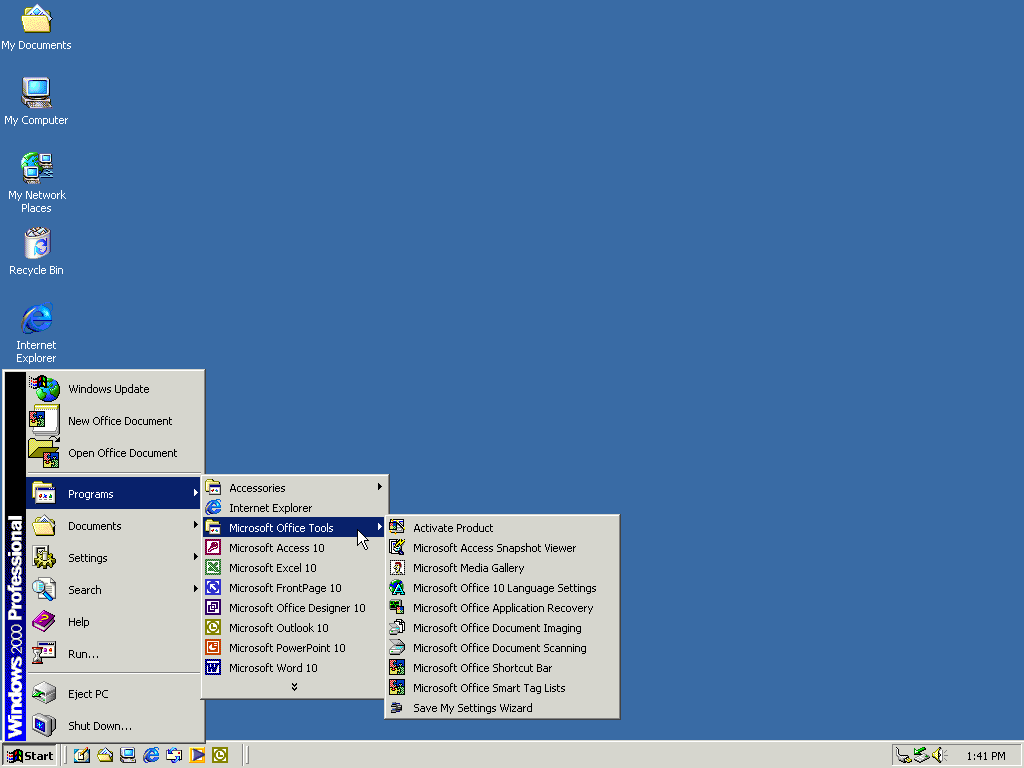 My Documents
My Computer
My Network
Places
Recycle Bin
Internet
Explorer
Windows 2000 Professional
Windows Update
New Office Document
Open Office Document
Programs
Documents
Settings
Search
Help
Run...
Eject PC
Shut Down...
Accessories
Internet Explorer
Microsoft Office Tools
Microsoft Access 10
Microsoft Excel 10
Microsoft FrontPage 10
Microsoft Office Designer 10
Microsoft Outlook 10
Microsoft PowerPoint 10
Microsoft Word 10
Activate Product
Microsoft Access Snapshot Viewer
Microsoft Media Gallery
Microsoft Office 10 Language Settings
Microsoft Office Application Recovery
Microsoft Office Document Imaging
Microsoft Office Document Scanning
Microsoft Office Shortcut Bar
Microsoft Office Smart Tag Lists
Save My Settings Wizard
Start
1:41 PM